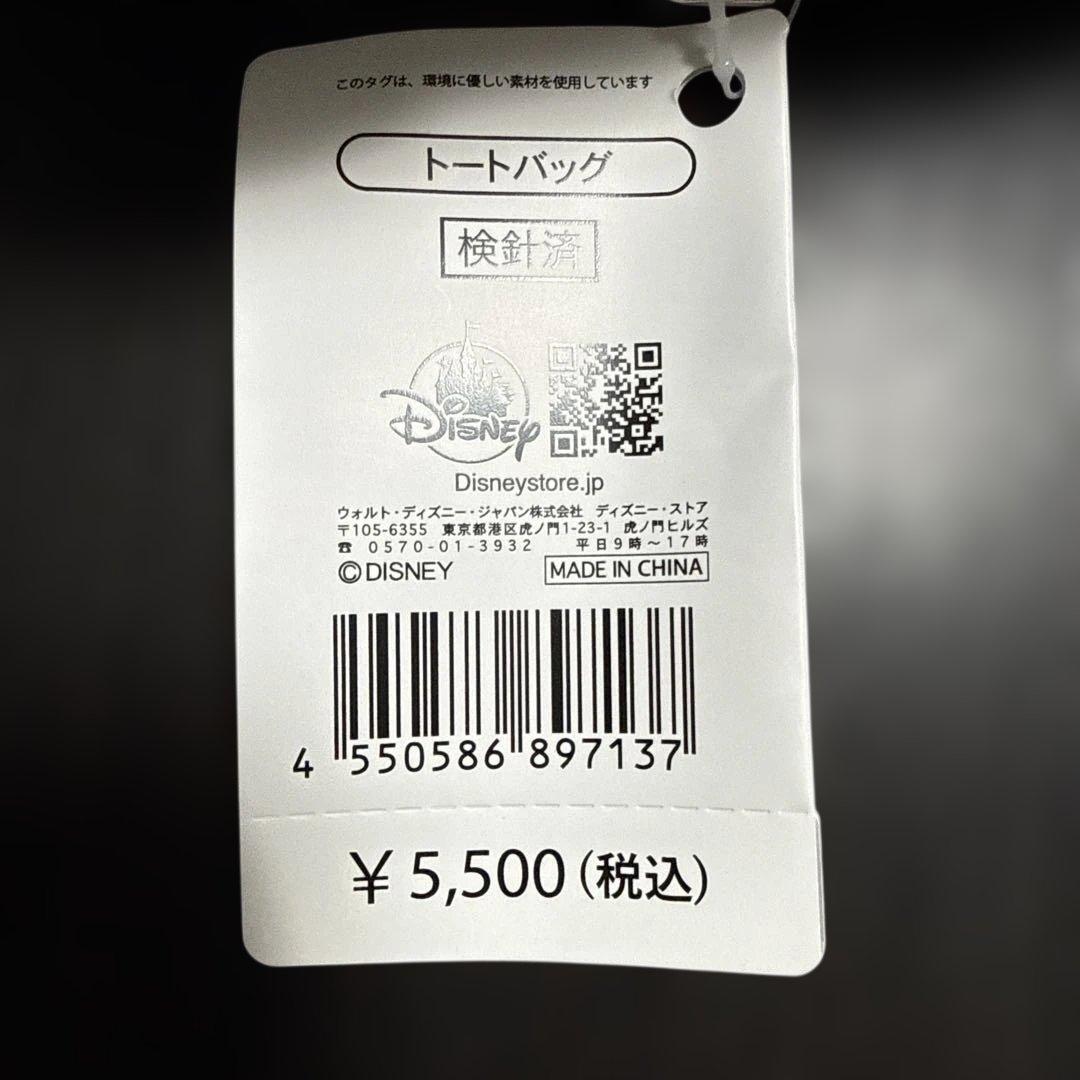 このタグは、環境に優しい素材を使用しています
トートバッグ
検針済
Disney
Disneystore.jp
ウォルト・ディズニー・ジャパン株式会社 ディズニー・ストア
〒105-6355 東京都港区虎ノ門1-23-1 虎ノ門ヒルズ
☎ 0570-01-3932 平日9時～17時
©DISNEY MADE IN CHINA
4 550586 897137
¥5,500(税込)